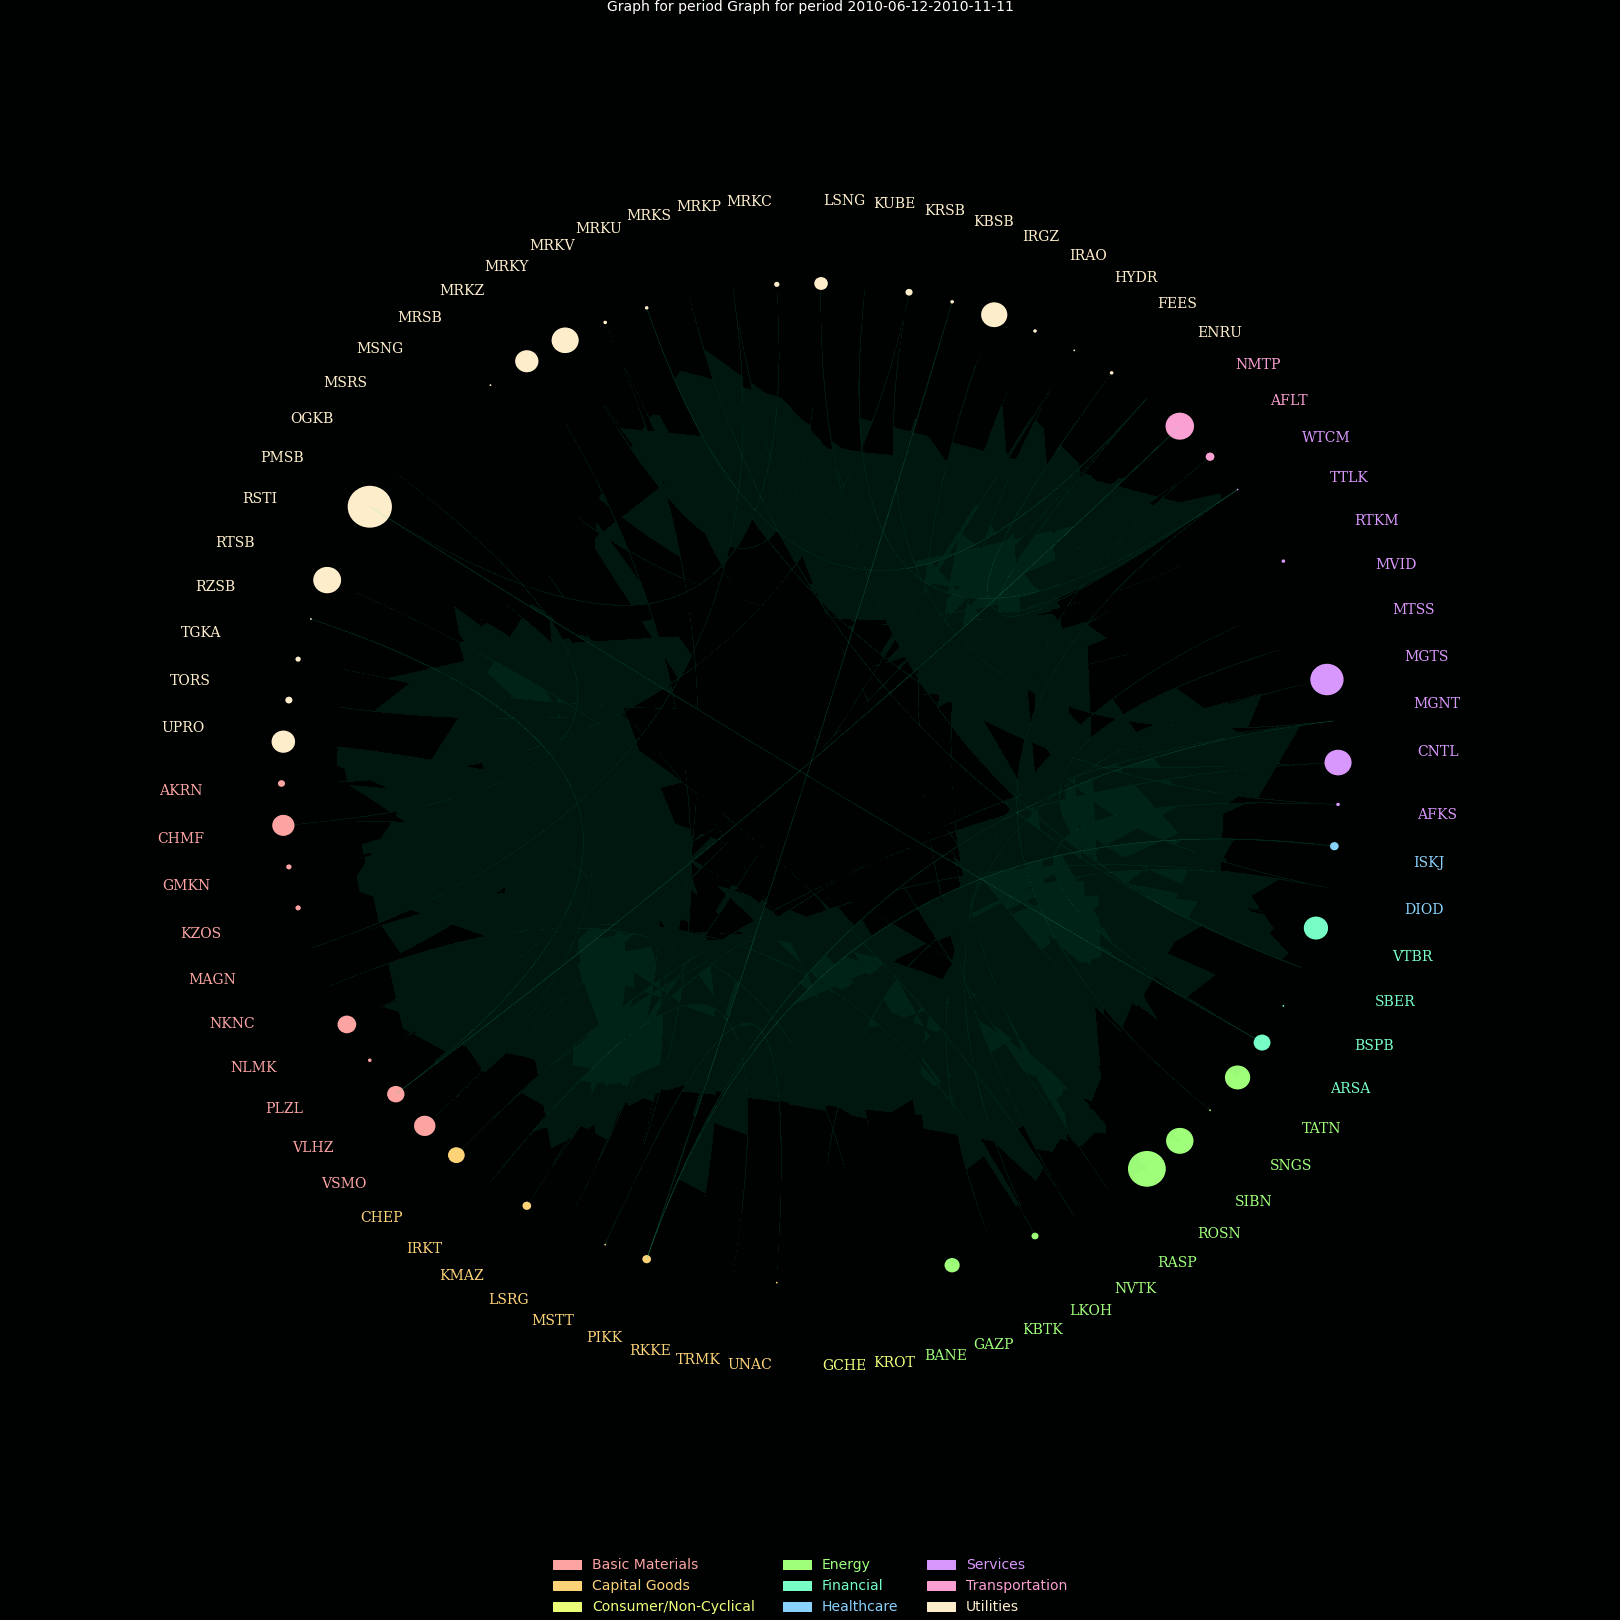 Graph for period Graph for period 2010-06-12-2010-11-11
MRKC
LSNG
KUBE
KRSB
KBSB
IRGZ
IRAO
HYDR
FEES
ENRU
NMTP
AFLT
WTCM
TTLK
RTKM
MVID
MTSS
MGTS
MGNT
CNTL
AFKS
ISKJ
DIOD
VTBR
SBER
BSPB
ARSA
TATN
SNGS
SIBN
ROSN
RASP
NVTK
LKOH
KBTK
GAZP
BANE
KROT
GCHE
UNAC
TRMK
RKKE
PIKK
MSTT
LSRG
KMAZ
IRKT
CHEP
VSMO
VLHZ
PLZL
NLMK
NKNC
MAGN
KZOS
GMKN
CHMF
AKRN
UPRO
TORS
TGKA
RZSB
RTSB
RSTI
PMSB
OGKB
MSRS
MSNG
MRSB
MRKZ
MRKY
MRKV
MRKU
MRKS
MRKP
Basic Materials
Capital Goods
Consumer/Non-Cyclical
Energy
Financial
Healthcare
Services
Transportation
Utilities